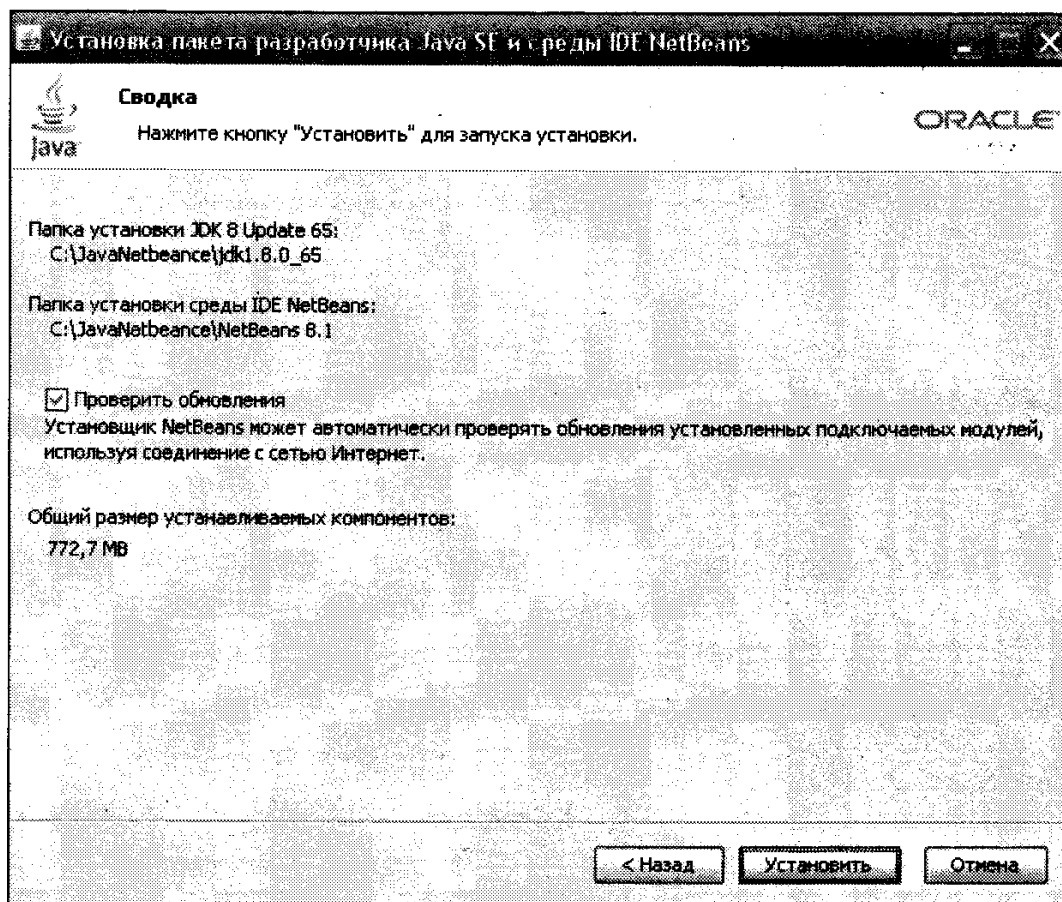 Установка пакета разработчика Java SE и среды IDE NetBeans
Сводка
Нажмите кнопку "Установить" для запуска установки.
Java
ORACLE
Папка установки JDK 8 Update 65:
C:\JavaNetbeance\jdk1.8.0_65
Папка установки среды IDE NetBeans:
C:\JavaNatbeance\NetBeans 8.1
Проверить обновления
Установщик NetBeans может автоматически проверять обновления установленных подключаемых модулей,
используя соединение с сетью Интернет.
Общий размер устанавливаемых компонентов:
772,7 MB
< Назад
Установить
Отмена